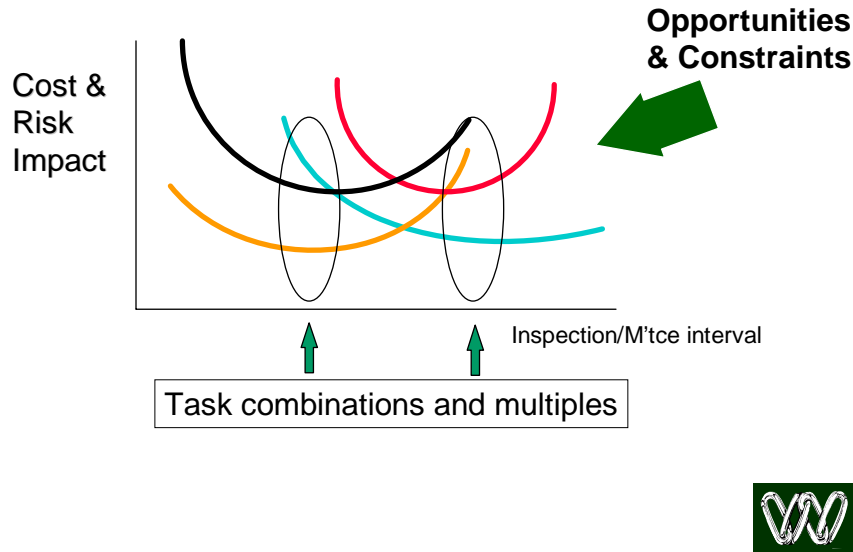 Opportunities
& Constraints
Cost &
Risk
Impact
Inspection/M'tce interval
Task combinations and multiples